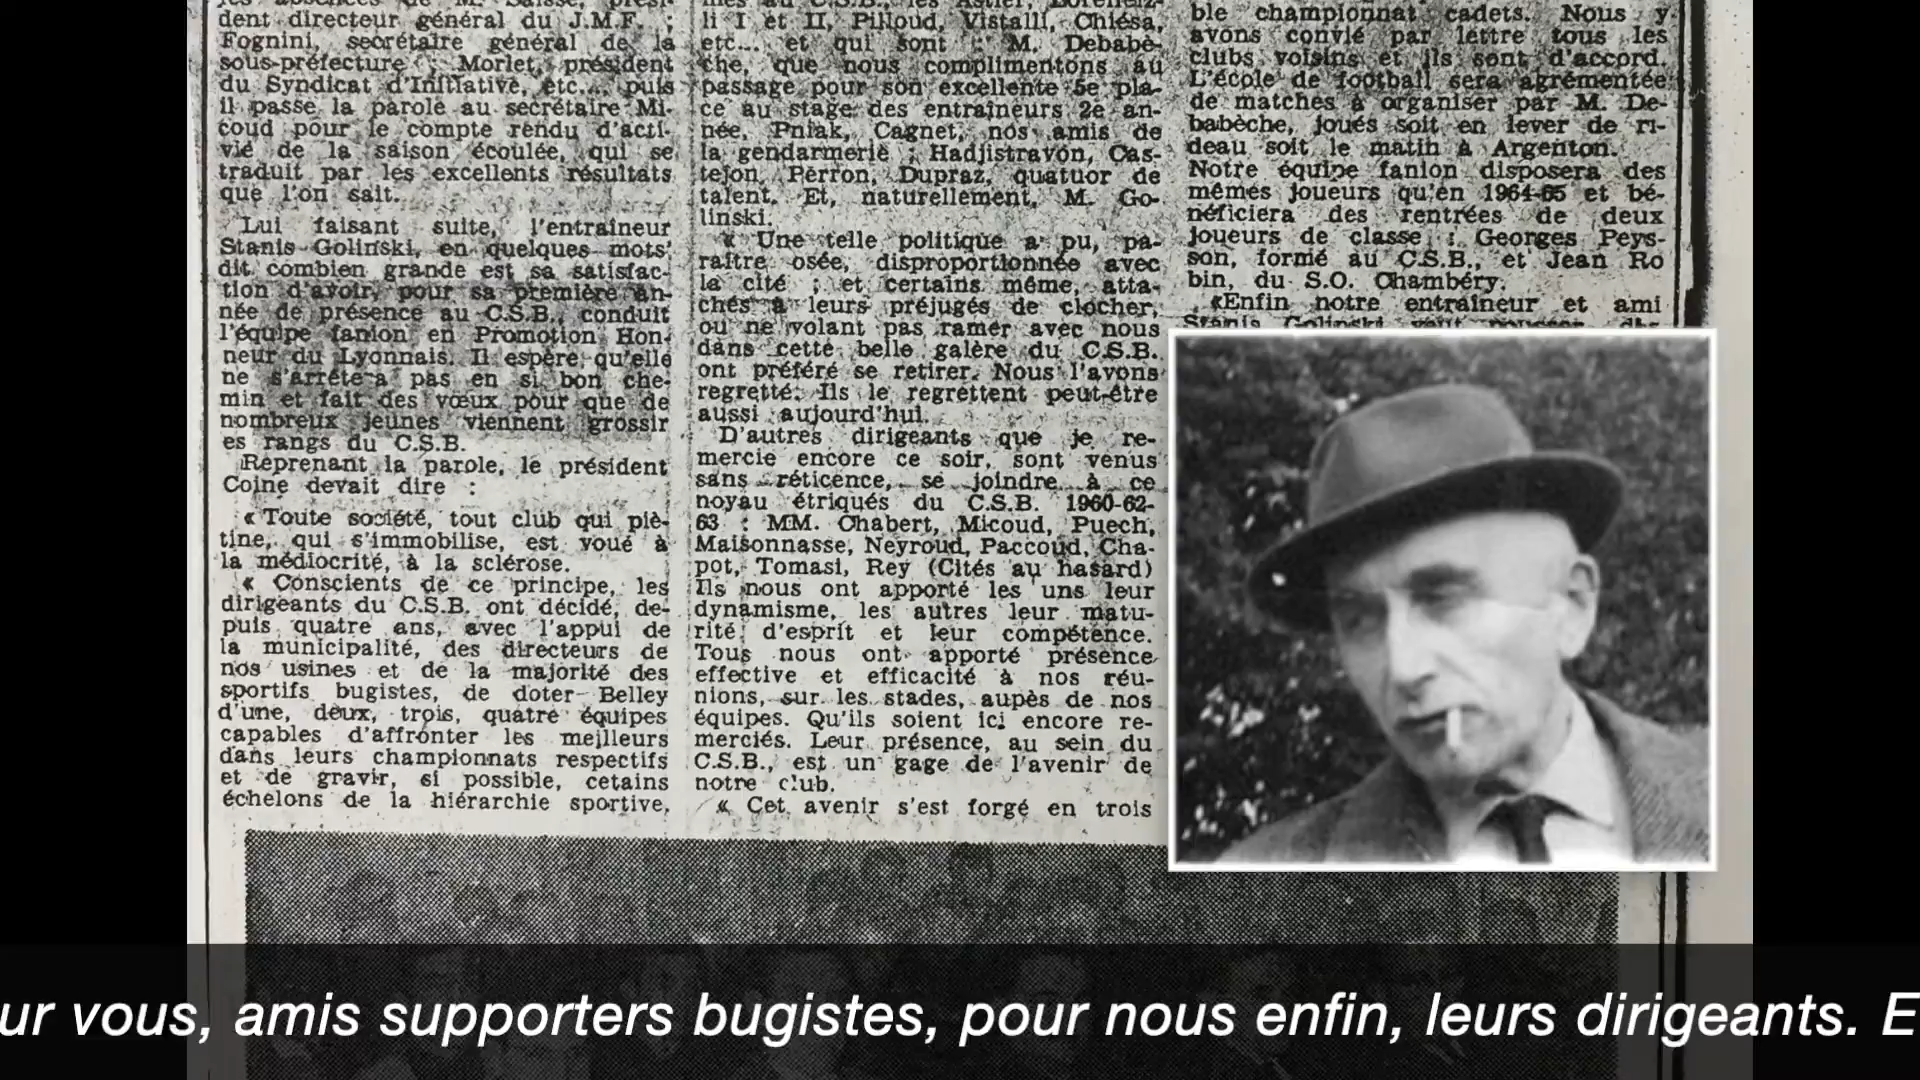 dent directeur général du J.M.F. ;
Fognini, secrétaire général de la
sous-préfecture ; Morlet, président
du Syndicat d'Initiative, etc... puis
il passe la parole au secrétaire Mi-
coud pour le compte rendu d'acti-
vié de la saison écoulée, qui se
traduit par les excellents résultats
que l'on sait.
Lui faisant suite, l'entraîneur
Stanis Golinski, en quelques mots
dit combien grande est sa satisfac-
tion d'avoir, pour sa première an-
née de présence au C.S.B., conduit
l'équipe fanion en Promotion Hon-
neur du Lyonnais. Il espère qu'elle
ne s'arrêtera pas en si bon che-
min et fait des vœux pour que de
nombreux jeunes viennent grossir
es rangs du C.S.B.
Reprenant la parole, le président
Coine devait dire :
« Toute société, tout club qui piè-
tine, qui s'immobilise, est voué à
la médiocrité, à la sclérose.
« Conscients de ce principe, les
dirigeants du C.S.B. ont décidé, de-
puis quatre ans, avec l'appui de
la municipalité, des directeurs de
nos usines et de la majorité des
sportifs bugistes, de doter Belley
d'une, deux, trois, quatre équipes
capables d'affronter les meilleurs
dans leurs championnats respectifs
et de gravir, si possible, cetains
échelons de la hiérarchie sportive,
li I et II, Pilloud, Vistalli, Chiésa,
etc... et qui sont : M. Debabè-
che, que nous complimentons au
passage pour son excellente 5e pla-
ce au stage des entraîneurs 2e an-
née, Pniak, Cagnet, nos amis de
la gendarmerie ; Hadjistravon, Cas-
tejon, Perron, Dupraz, quatuor de
talent. Et, naturellement, M. Go-
linski.
« Une telle politique a pu, pa-
raître osée, disproportionnée avec
la cité ; et certains même, atta-
chés à leurs préjugés de clocher,
ou ne volant pas ramer avec nous
dans cette belle galère du C.S.B.
ont préféré se retirer. Nous l'avons
regretté. Ils le regrettent peut-être
aussi aujourd'hui.
D'autres dirigeants que je re-
mercie encore ce soir, sont venus
sans réticence, se joindre à ce
noyau étriqués du C.S.B. 1960-62-
63 : MM. Chabert, Micoud, Puech,
Maisonnasse, Neyroud, Paccoud, Cha-
pot, Tomasi, Rey (Cités au hasard)
Ils nous ont apporté les uns leur
dynamisme, les autres leur matu-
rité d'esprit et leur compétence.
Tous nous ont apporté présence
effective et efficacité à nos réu-
nions, sur les stades, aupès de nos
équipes. Qu'ils soient ici encore re-
merciés. Leur présence, au sein du
C.S.B., est un gage de l'avenir de
notre club.
« Cet avenir s'est forgé en trois
ble championnat cadets. Nous y
avons convié par lettre tous les
clubs voisins et ils sont d'accord.
L'école de football sera agrémentée
de matches à organiser par M. De-
babèche, joués soit en lever de ri-
deau soit le matin à Argenton.
Notre équipe fanion disposera des
mêmes joueurs qu'en 1964-65 et bé-
néficiera des rentrées de deux
joueurs de classe : Georges Peys-
son, formé au C.S.B., et Jean Ro
bin, du S.O. Chambéry.
«Enfin notre entraîneur et ami
Stanis Golinski veut
ur vous, amis supporters bugistes, pour nous enfin, leurs dirigeants. E